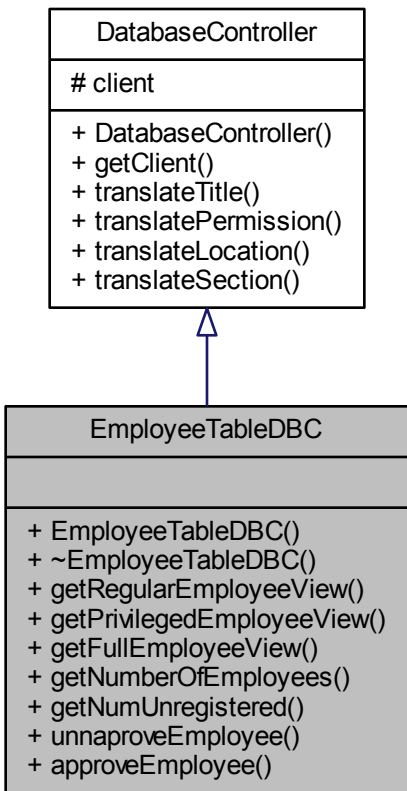 DatabaseController
# client
+ DatabaseController()
+ getClient()
+ translateTitle()
+ translatePermission()
+ translateLocation()
+ translateSection()
EmployeeTableDBC
+ EmployeeTableDBC()
+ ~EmployeeTableDBC()
+ getRegularEmployeeView()
+ getPrivilegedEmployeeView()
+ getFullEmployeeView()
+ getNumberOfEmployees()
+ getNumUnregistered()
+ unnaproveEmployee()
+ approveEmployee()